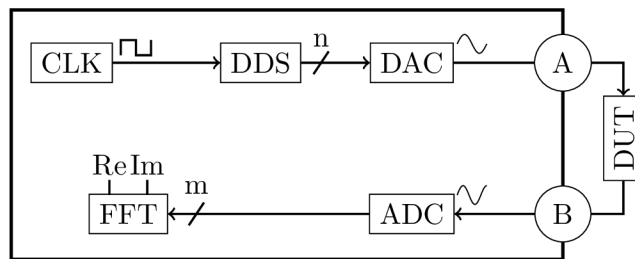 n
CLK DDS DAC A
DUT
Re Im m
FFT ADC B